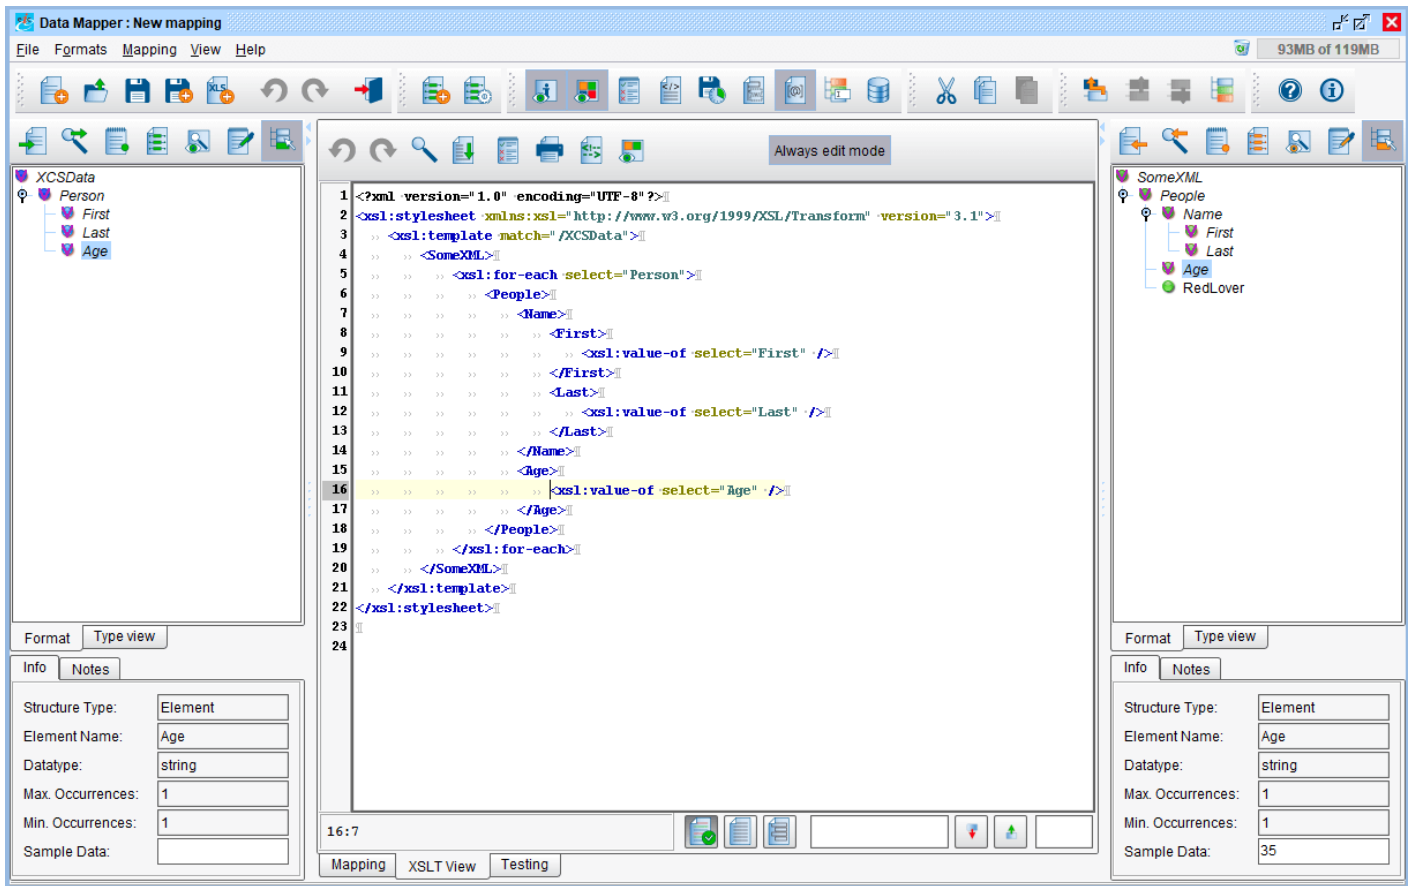 Data Mapper : New mapping
File Formats Mapping View Help
93MB of 119MB
XLS
Always edit mode
XCSData
Person
First
Last
Age
1 <?xml version="1.0" encoding="UTF-8"?>
2 <xsl:stylesheet xmlns:xsl="http://www.w3.org/1999/XSL/Transform" version="3.1">
3 <xsl:template match="/XCSData">
4 <SomeXML>
5 <xsl:for-each select="Person">
6 <People>
7 <Name>
8 <First>
9 <xsl:value-of select="First" />
10 </First>
11 <Last>
12 <xsl:value-of select="Last" />
13 </Last>
14 </Name>
15 <Age>
16 <xsl:value-of select="Age" />
17 </Age>
18 </People>
19 </xsl:for-each>
20 </SomeXML>
21 </xsl:template>
22 </xsl:stylesheet>
23
24
SomeXML
People
Name
First
Last
Age
RedLover
Format Type view
Info Notes
Structure Type: Element
Element Name: Age
Datatype: string
Max. Occurrences: 1
Min. Occurrences: 1
Sample Data:
16:7
Mapping XSLT View Testing
Format Type view
Info Notes
Structure Type: Element
Element Name: Age
Datatype: string
Max. Occurrences: 1
Min. Occurrences: 1
Sample Data: 35